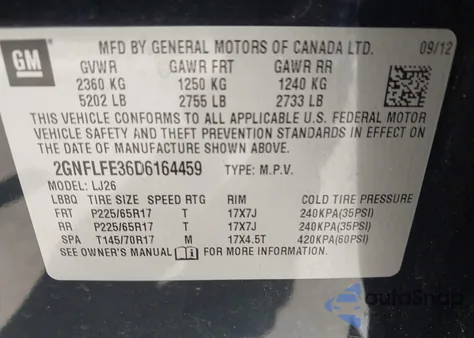 GM
MFD BY GENERAL MOTORS OF CANADA LTD. 09/12
GVWR GAWR FRT GAWR RR
2360 KG 1250 KG 1240 KG
5202 LB 2755 LB 2733 LB
THIS VEHICLE CONFORMS TO ALL APPLICABLE U.S. FEDERAL MOTOR
VEHICLE SAFETY AND THEFT PREVENTION STANDARDS IN EFFECT ON
THE DATE OF MANUFACTURE SHOWN ABOVE.
2GNFLFE36D6164459 TYPE: M.P.V.
MODEL: LJ26
LBBQ TIRE SIZE SPEED RTG RIM COLD TIRE PRESSURE
FRT P225/65R17 T 17X7J 240KPA(35PSI)
RR P225/65R17 T 17X7J 240KPA(35PSI)
SPA T145/70R17 M 17X4.5T 420KPA(60PSI)
SEE OWNER'S MANUAL FOR MORE INFORMATION.
AutoSnap